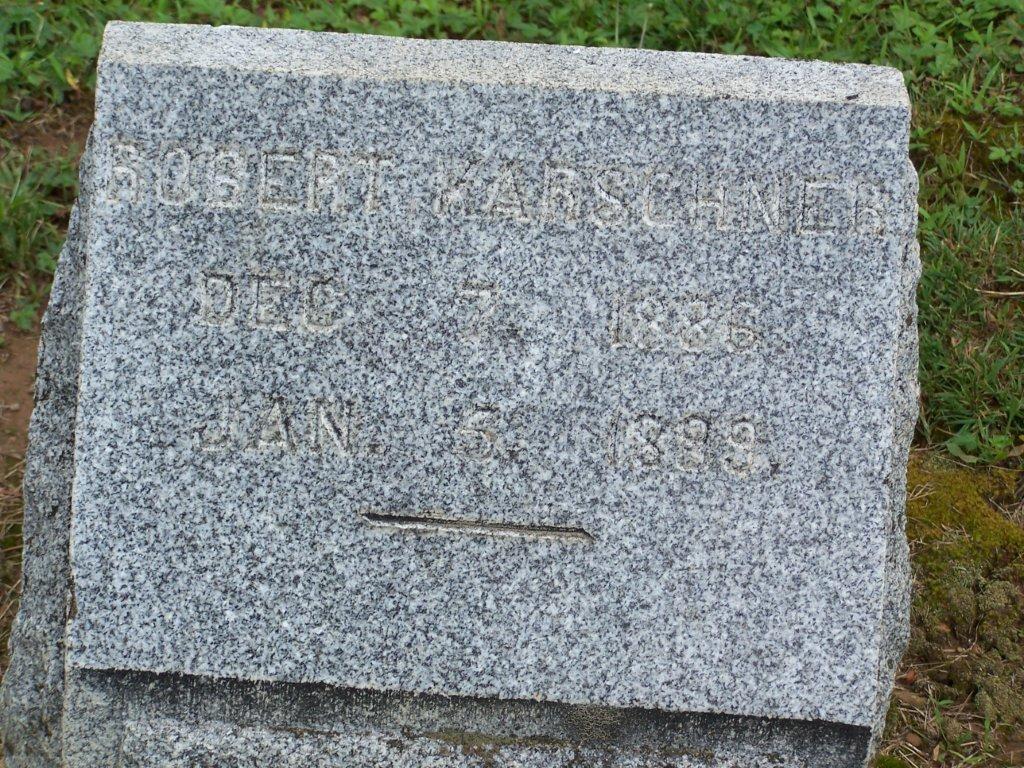 ROBERT KARSCHNER
DEC 7. 1886
JAN. 5. 1889.